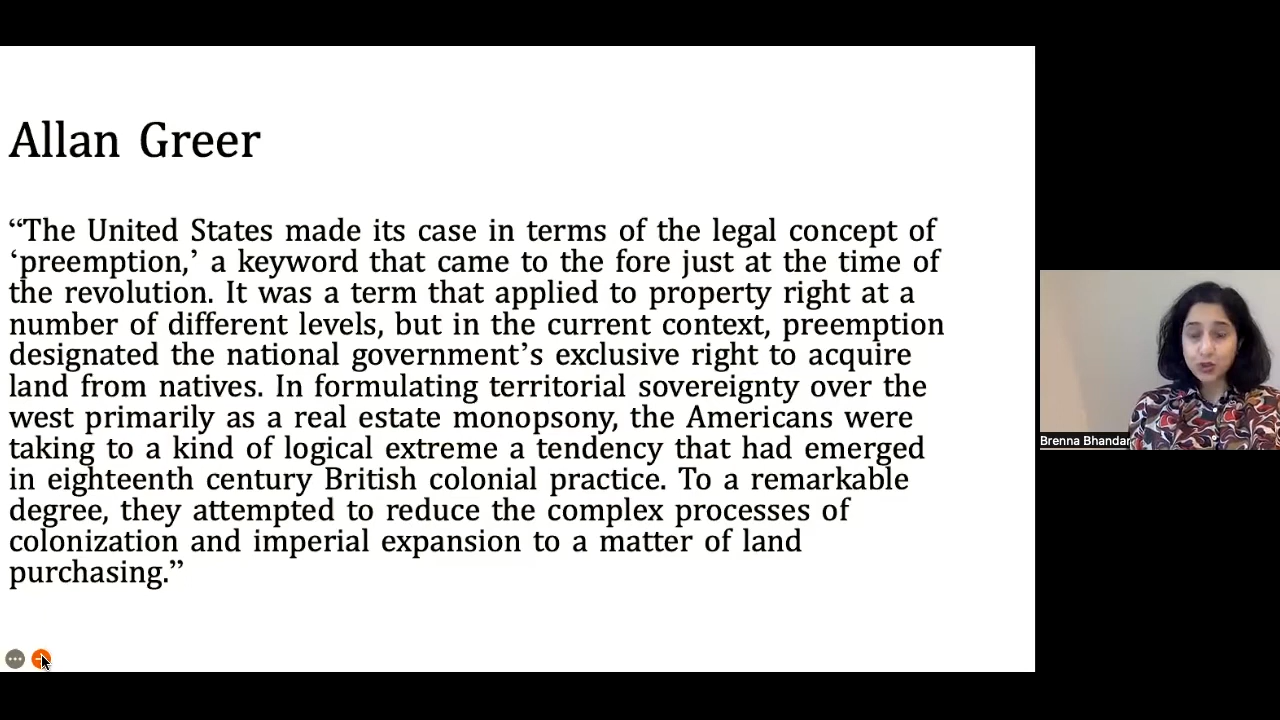 Allan Greer
“The United States made its case in terms of the legal concept of
‘preemption,’ a keyword that came to the fore just at the time of
the revolution. It was a term that applied to property right at a
number of different levels, but in the current context, preemption
designated the national government’s exclusive right to acquire
land from natives. In formulating territorial sovereignty over the
west primarily as a real estate monopsony, the Americans were
taking to a kind of logical extreme a tendency that had emerged
in eighteenth century British colonial practice. To a remarkable
degree, they attempted to reduce the complex processes of
colonization and imperial expansion to a matter of land
purchasing.”
Brenna Bhandar